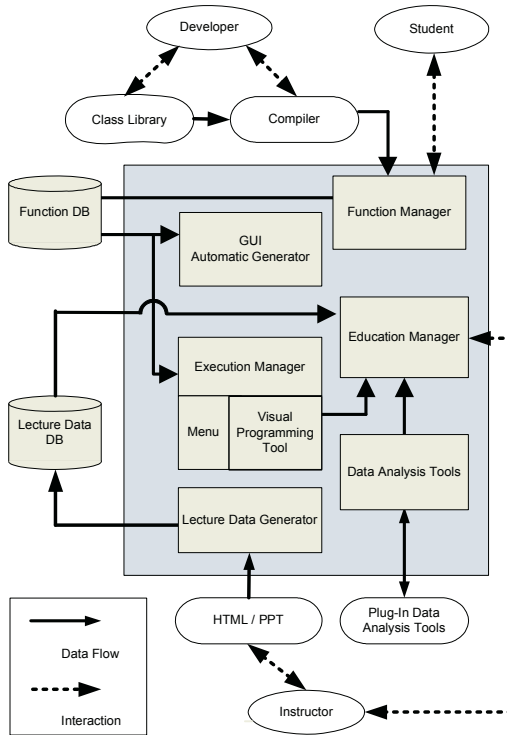 Developer
Student
Class Library
Compiler
Function DB
Function Manager
GUI
Automatic Generator
Education Manager
Execution Manager
Menu
Visual
Programming
Tool
Lecture Data
DB
Data Analysis Tools
Lecture Data Generator
HTML / PPT
Plug-In Data
Analysis Tools
Data Flow
Interaction
Instructor